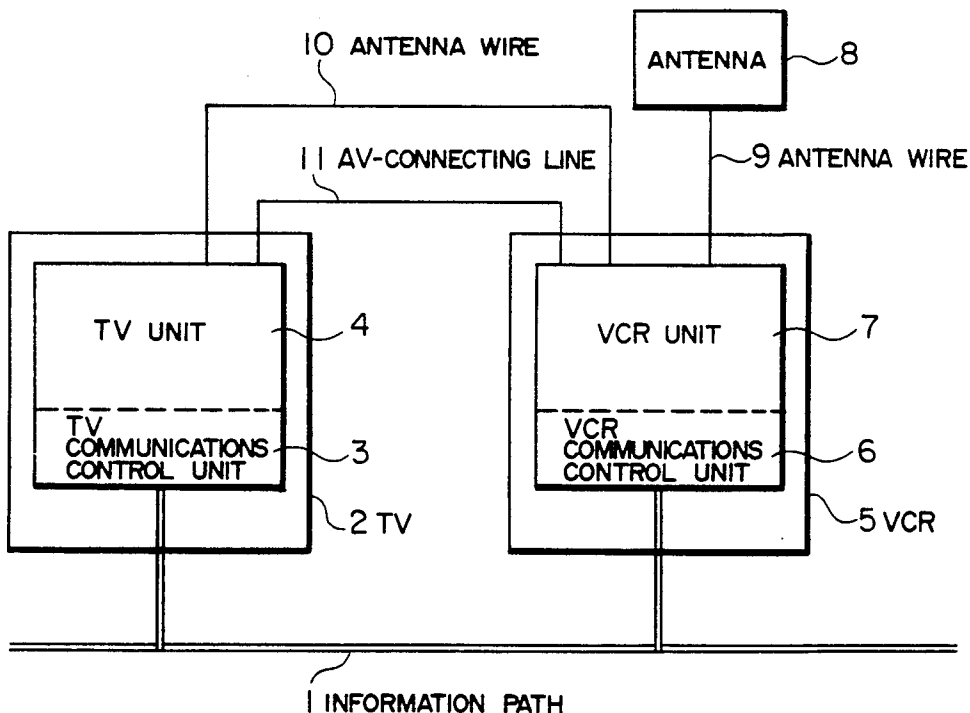 10 ANTENNA WIRE
ANTENNA
8
11 AV-CONNECTING LINE
9 ANTENNA WIRE
TV UNIT
4
VCR UNIT
7
TV
COMMUNICATIONS
CONTROL UNIT
3
VCR
COMMUNICATIONS
CONTROL UNIT
6
2 TV
5 VCR
1 INFORMATION PATH